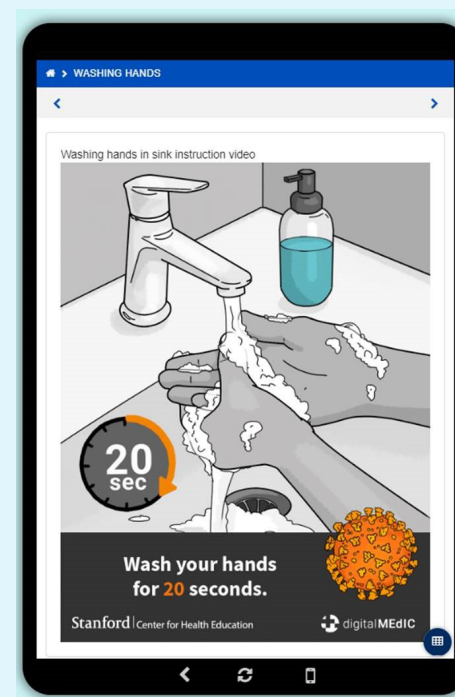 WASHING HANDS
Washing hands in sink instruction video
20
sec
Wash your hands
for 20 seconds.
Stanford Center for Health Education
digitalMEdIC